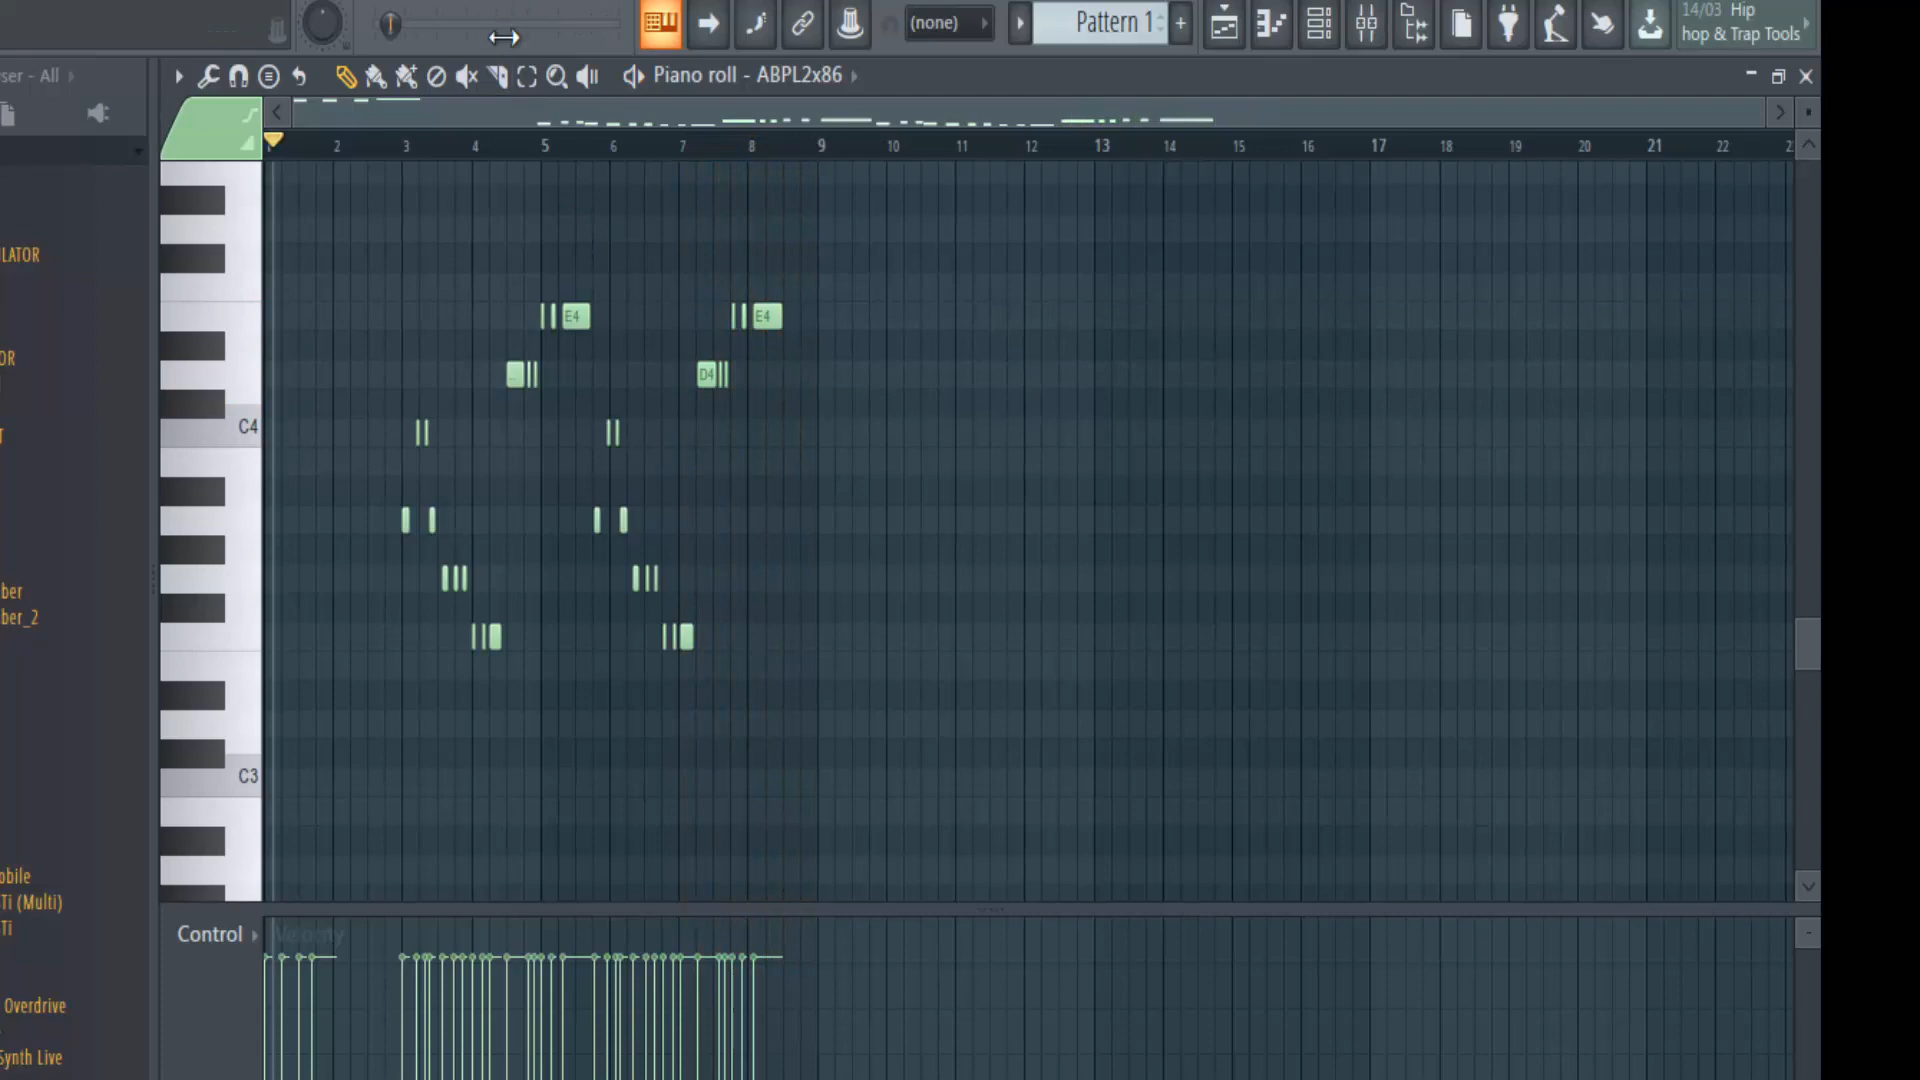 14/03 Hip
(none)
Pattern 1
+
hop & Trap Tools
ser - All
Piano roll - ABPL2x86
2 3 4 5 6 7 8 9 10 11 12 13 14 15 16 17 18 19 20 21 22
LATOR
E4 E4
OR
D4
C4
ber
ber_2
C3
obile
Ti (Multi)
Control Velocity
Ti
Overdrive
Synth Live